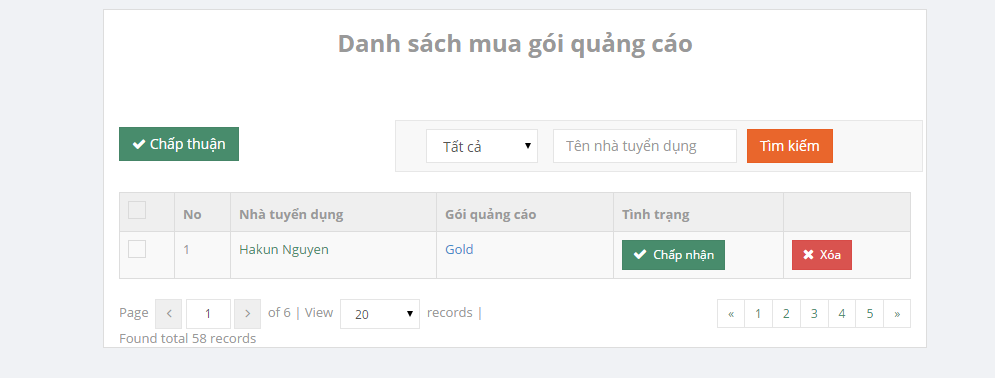 Danh sách mua gói quảng cáo
Chấp thuận
Tất cả Tên nhà tuyển dụng Tìm kiếm
No Nhà tuyển dụng Gói quảng cáo Tình trạng
1 Hakun Nguyen Gold Chấp nhận Xóa
Page < 1 > of 6 | View 20 records | « 1 2 3 4 5 »
Found total 58 records